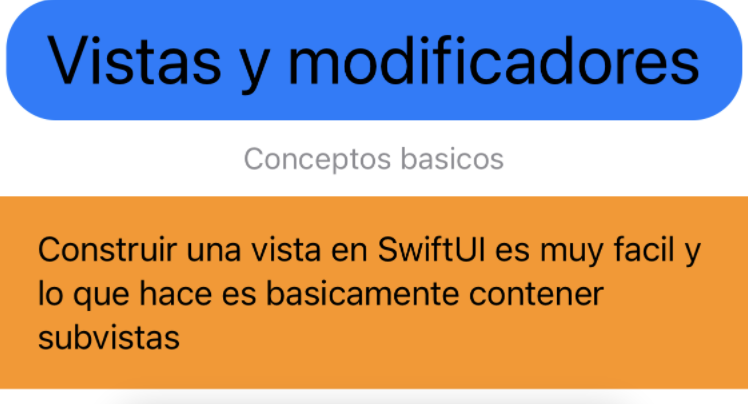 Vistas y modificadores
Conceptos basicos
Construir una vista en SwiftUI es muy facil y
lo que hace es basicamente contener
subvistas